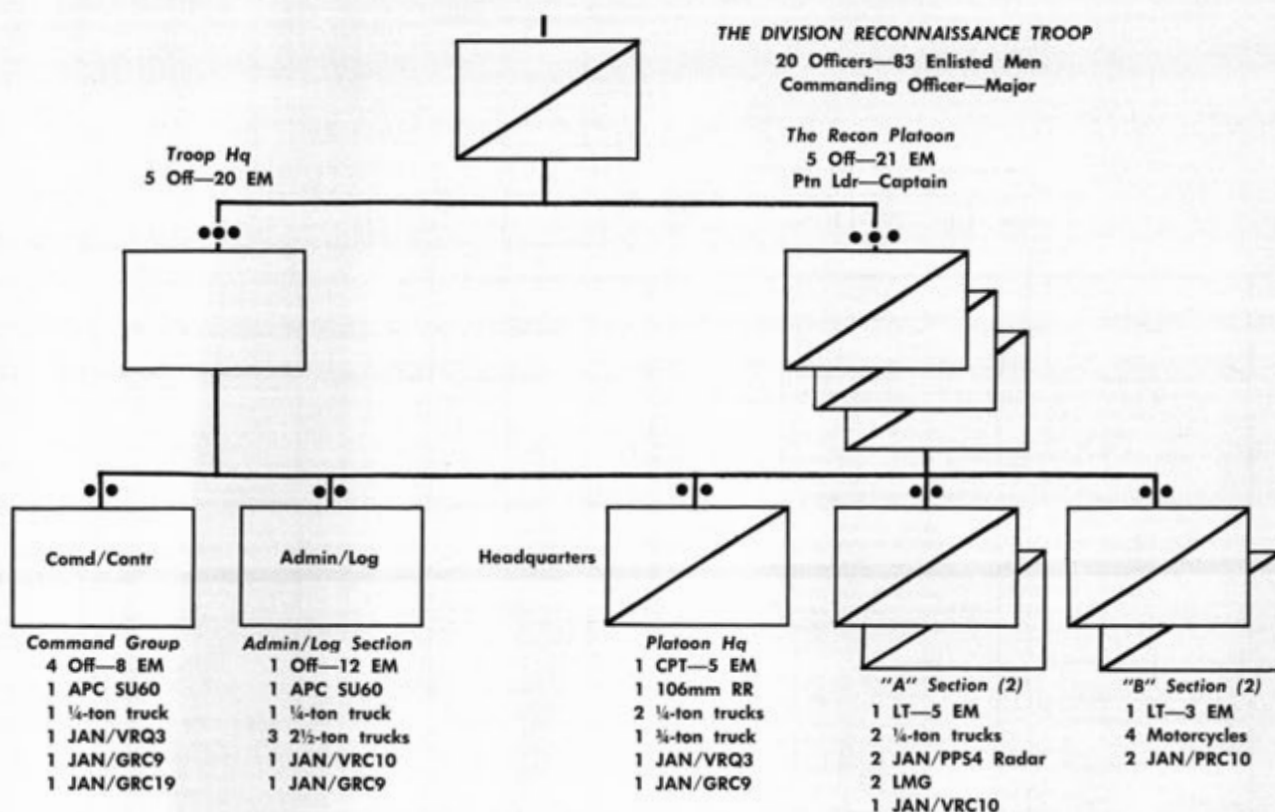 THE DIVISION RECONNAISSANCE TROOP
20 Officers—83 Enlisted Men
Commanding Officer—Major
Troop Hq
5 Off—20 EM
The Recon Platoon
5 Off—21 EM
Ptn Ldr—Captain
Comd/Contr
Admin/Log
Headquarters
Command Group
4 Off—8 EM
1 APC SU60
1 ¼-ton truck
1 JAN/VRQ3
1 JAN/GRC9
1 JAN/GRC19
Admin/Log Section
1 Off—12 EM
1 APC SU60
1 ¼-ton truck
3 2½-ton trucks
1 JAN/VRC10
1 JAN/GRC9
Platoon Hq
1 CPT—5 EM
1 106mm RR
2 ¼-ton trucks
1 ¾-ton truck
1 JAN/VRQ3
1 JAN/GRC9
"A" Section (2)
1 LT—5 EM
2 ¼-ton trucks
2 JAN/PPS4 Radar
2 LMG
1 JAN/VRC10
"B" Section (2)
1 LT—3 EM
4 Motorcycles
2 JAN/PRC10